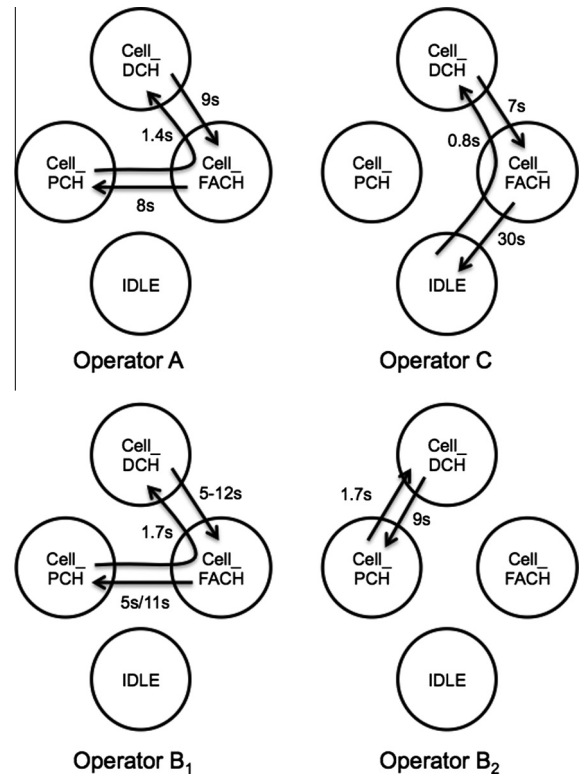 Cell_
DCH
9s
1.4s
Cell_
PCH
Cell_
FACH
8s
IDLE
Operator A
Cell_
DCH
7s
0.8s
Cell_
PCH
Cell_
FACH
30s
IDLE
Operator C
Cell_
DCH
5-12s
1.7s
Cell_
PCH
Cell_
FACH
5s/11s
IDLE
Operator B₁
Cell_
DCH
1.7s
9s
Cell_
PCH
Cell_
FACH
IDLE
Operator B₂